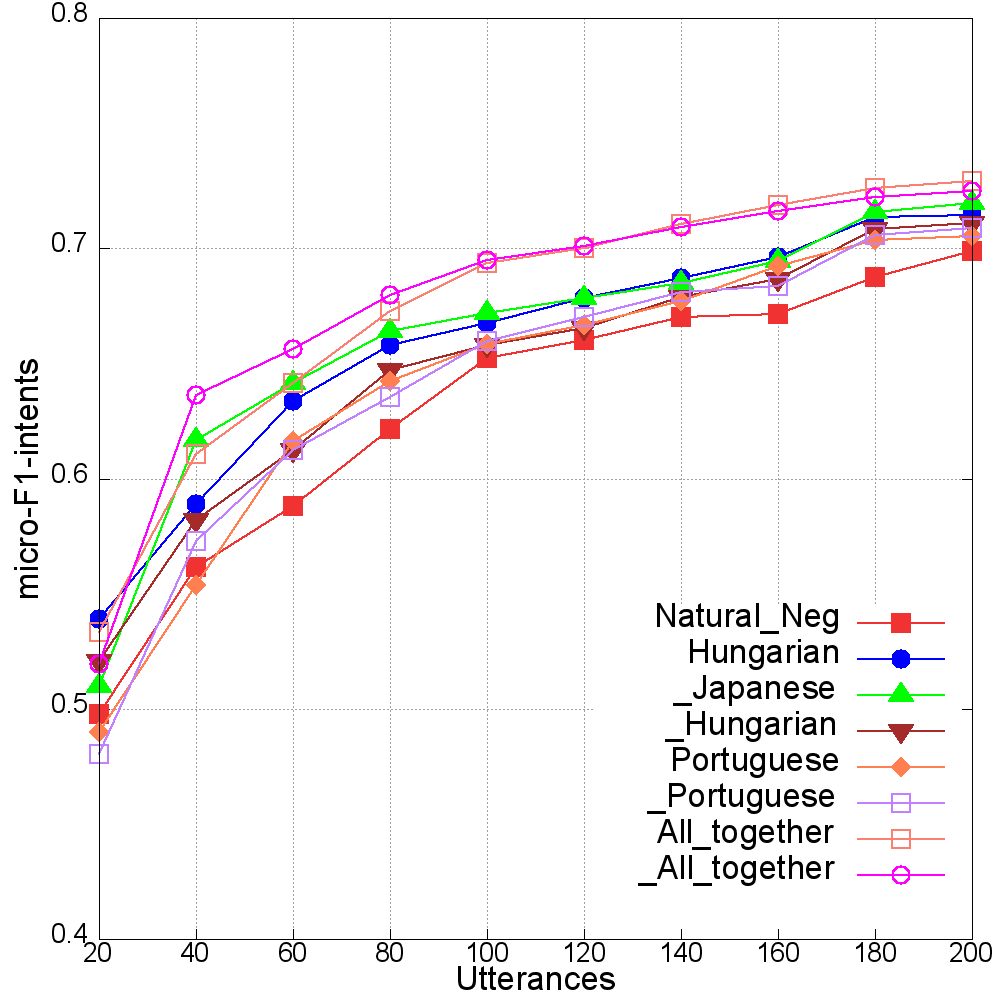 0.8
0.7
0.6
0.5
0.4
micro-F1-intents
Natural_Neg
Hungarian
_Japanese
_Hungarian
Portuguese
_Portuguese
All_together
_All_together
20 40 60 80 100 120 140 160 180 200
Utterances